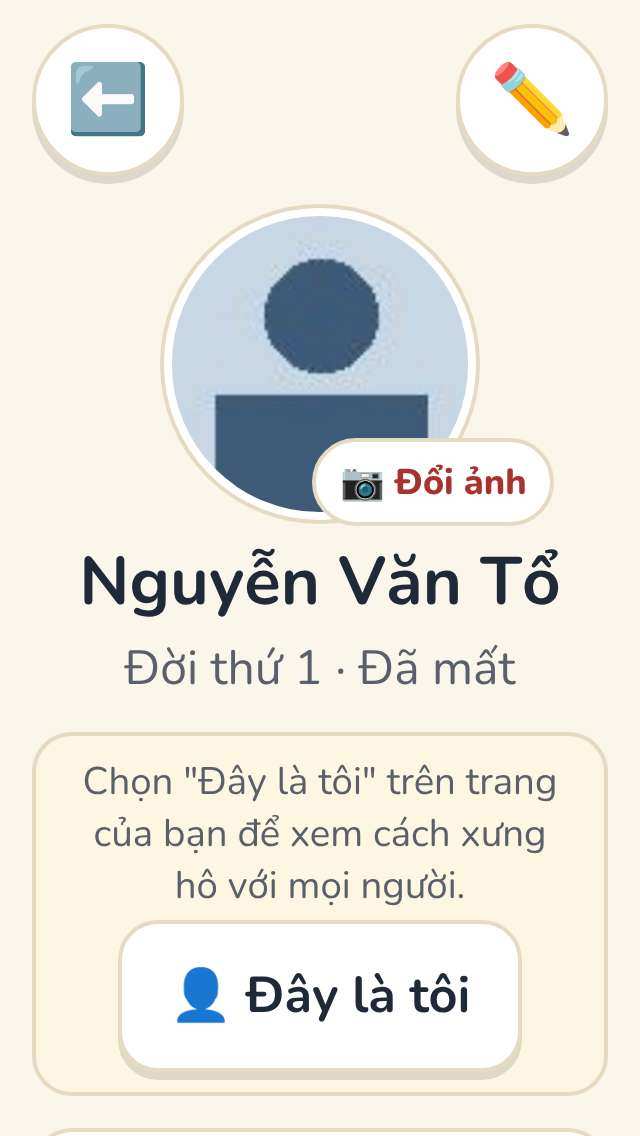 Đổi ảnh
Nguyễn Văn Tổ
Đời thứ 1 · Đã mất
Chọn "Đây là tôi" trên trang
của bạn để xem cách xưng
hô với mọi người.
Đây là tôi